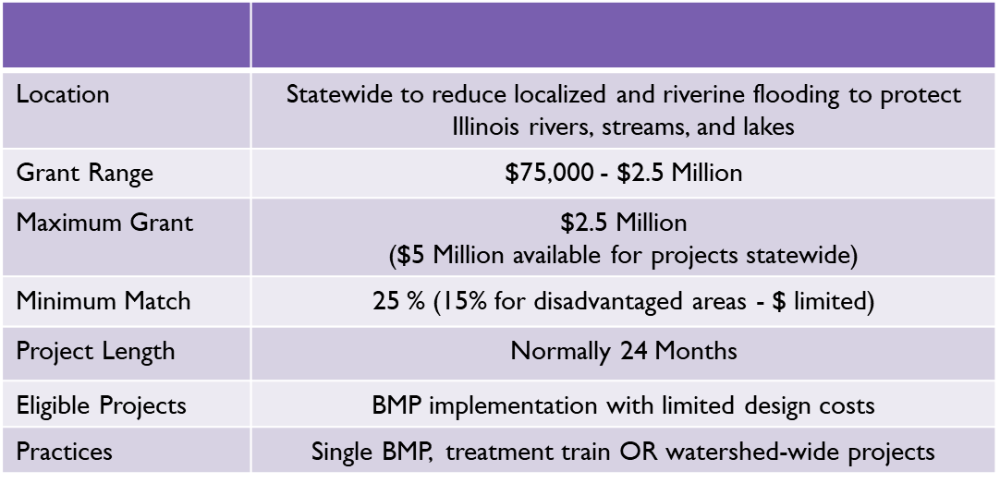 Location
Statewide to reduce localized and riverine flooding to protect
Illinois rivers, streams, and lakes
Grant Range
$75,000 - $2.5 Million
Maximum Grant
$2.5 Million
($5 Million available for projects statewide)
Minimum Match
25 % (15% for disadvantaged areas - $ limited)
Project Length
Normally 24 Months
Eligible Projects
BMP implementation with limited design costs
Practices
Single BMP, treatment train OR watershed-wide projects